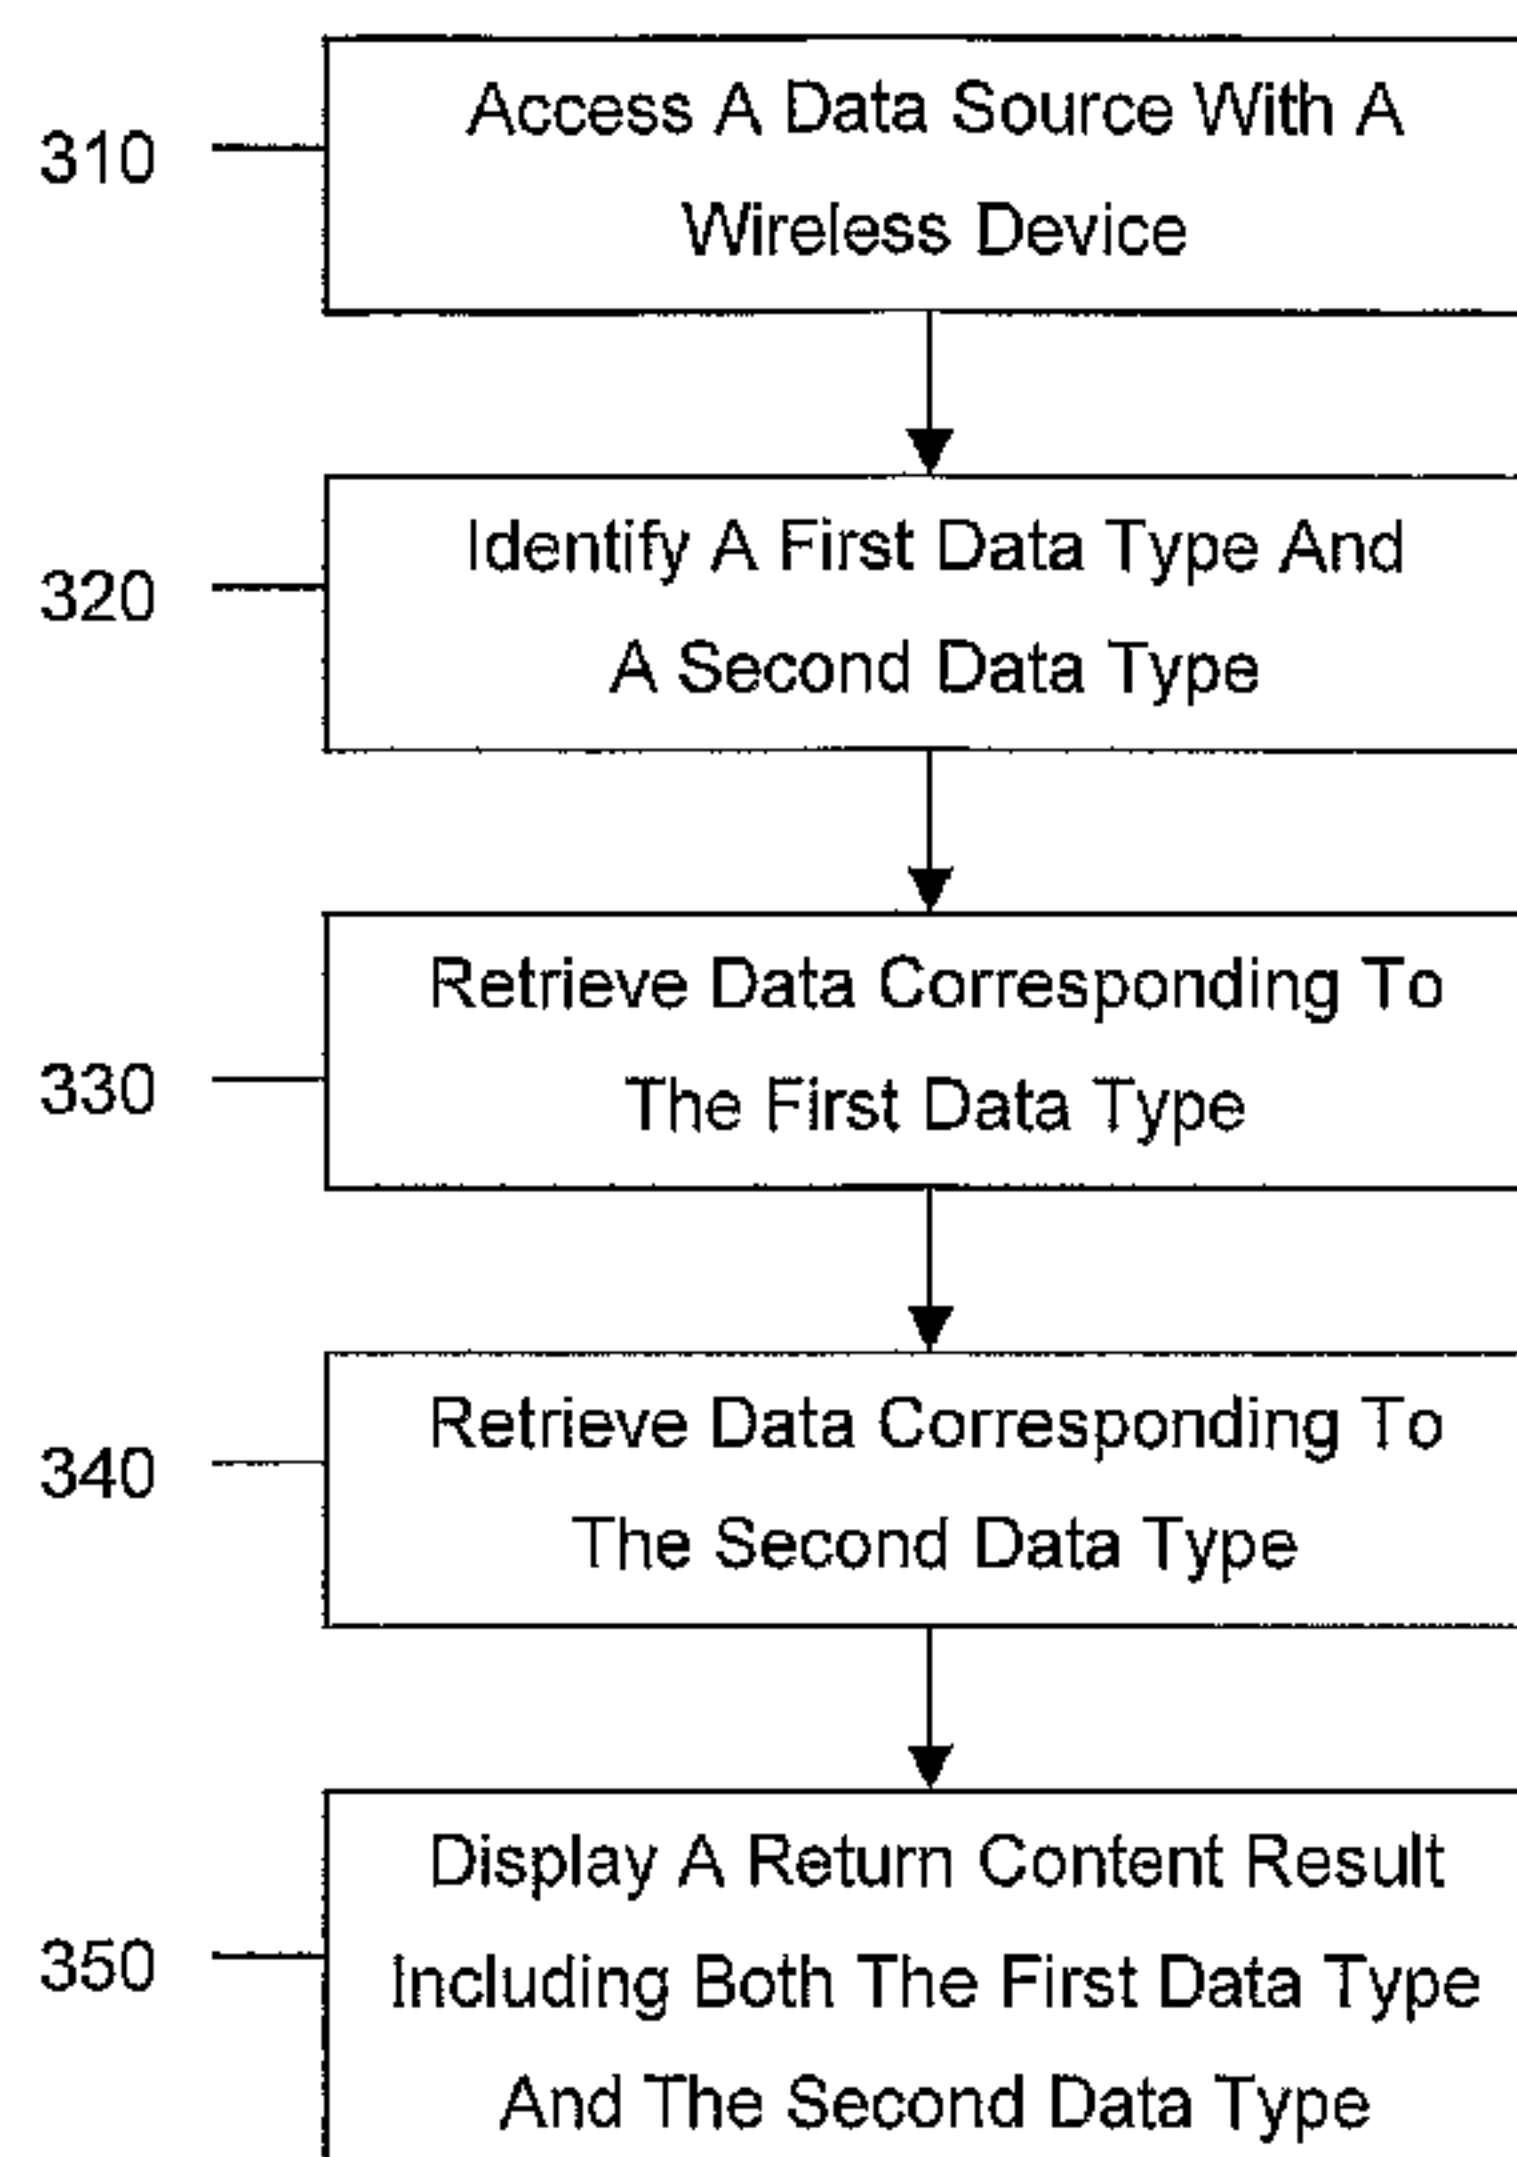 310
Access A Data Source With A
Wireless Device
320
Identify A First Data Type And
A Second Data Type
330
Retrieve Data Corresponding To
The First Data Type
340
Retrieve Data Corresponding To
The Second Data Type
350
Display A Return Content Result
Including Both The First Data Type
And The Second Data Type